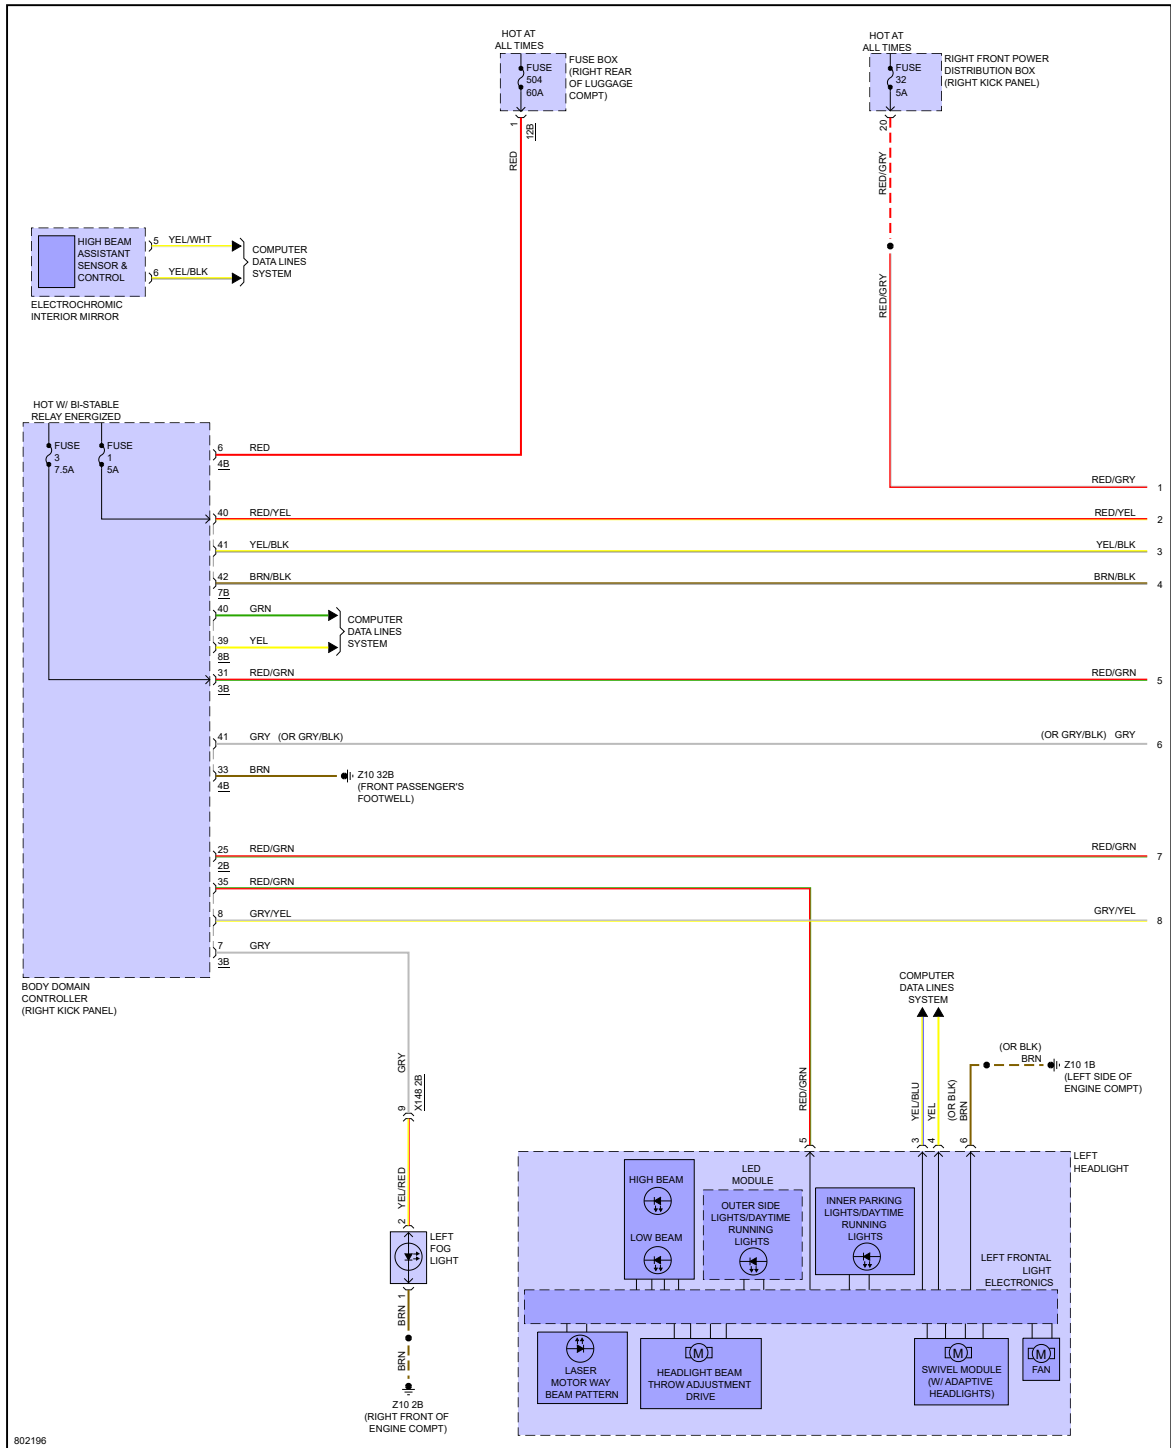 HOT AT
ALL TIMES
FUSE
504
60A
FUSE BOX
(RIGHT REAR
OF LUGGAGE
COMPT)
1
12B
RED
HOT AT
ALL TIMES
FUSE
32
5A
RIGHT FRONT POWER
DISTRIBUTION BOX
(RIGHT KICK PANEL)
20
RED/GRY
RED/GRY
HIGH BEAM
ASSISTANT
SENSOR &
CONTROL
5 YEL/WHT
6 YEL/BLK
COMPUTER
DATA LINES
SYSTEM
ELECTROCHROMIC
INTERIOR MIRROR
HOT W/ BI-STABLE
RELAY ENERGIZED
FUSE
3
7.5A
FUSE
1
5A
6 RED
4B
RED/GRY 1
40 RED/YEL RED/YEL 2
41 YEL/BLK YEL/BLK 3
42 BRN/BLK BRN/BLK 4
7B
40 GRN
39 YEL
8B
COMPUTER
DATA LINES
SYSTEM
31 RED/GRN RED/GRN 5
3B
41 GRY (OR GRY/BLK) (OR GRY/BLK) GRY 6
33 BRN
4B
Z10 32B
(FRONT PASSENGER'S
FOOTWELL)
25 RED/GRN RED/GRN 7
2B
35 RED/GRN
8 GRY/YEL GRY/YEL 8
7 GRY
3B
BODY DOMAIN
CONTROLLER
(RIGHT KICK PANEL)
GRY
9
X148 2B
YEL/RED
2
LEFT
FOG
LIGHT
1
BRN
BRN
Z10 2B
(RIGHT FRONT OF
ENGINE COMPT)
COMPUTER
DATA LINES
SYSTEM
RED/GRN
5
YEL/BLU
3
YEL
4
(OR BLK)
BRN
6
(OR BLK)
BRN
Z10 1B
(LEFT SIDE OF
ENGINE COMPT)
LEFT
HEADLIGHT
HIGH BEAM
LOW BEAM
LED
MODULE
OUTER SIDE
LIGHTS/DAYTIME
RUNNING
LIGHTS
INNER PARKING
LIGHTS/DAYTIME
RUNNING
LIGHTS
LEFT FRONTAL
LIGHT
ELECTRONICS
LASER
MOTOR WAY
BEAM PATTERN
M
HEADLIGHT BEAM
THROW ADJUSTMENT
DRIVE
M
SWIVEL MODULE
(W/ ADAPTIVE
HEADLIGHTS)
M
FAN
802196